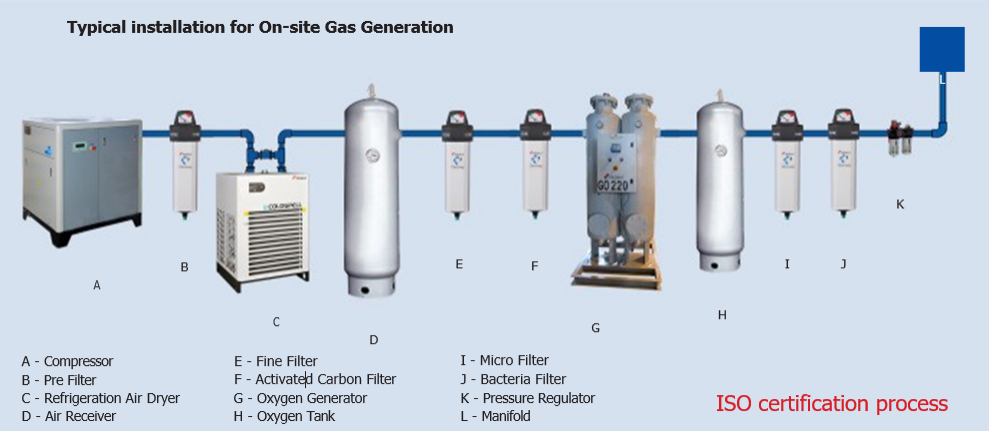 Typical installation for On-site Gas Generation
L
GO 220
K
A
B
C
D
E
F
G
H
I
J
A - Compressor
B - Pre Filter
C - Refrigeration Air Dryer
D - Air Receiver
E - Fine Filter
F - Activated Carbon Filter
G - Oxygen Generator
H - Oxygen Tank
I - Micro Filter
J - Bacteria Filter
K - Pressure Regulator
L - Manifold
ISO certification process